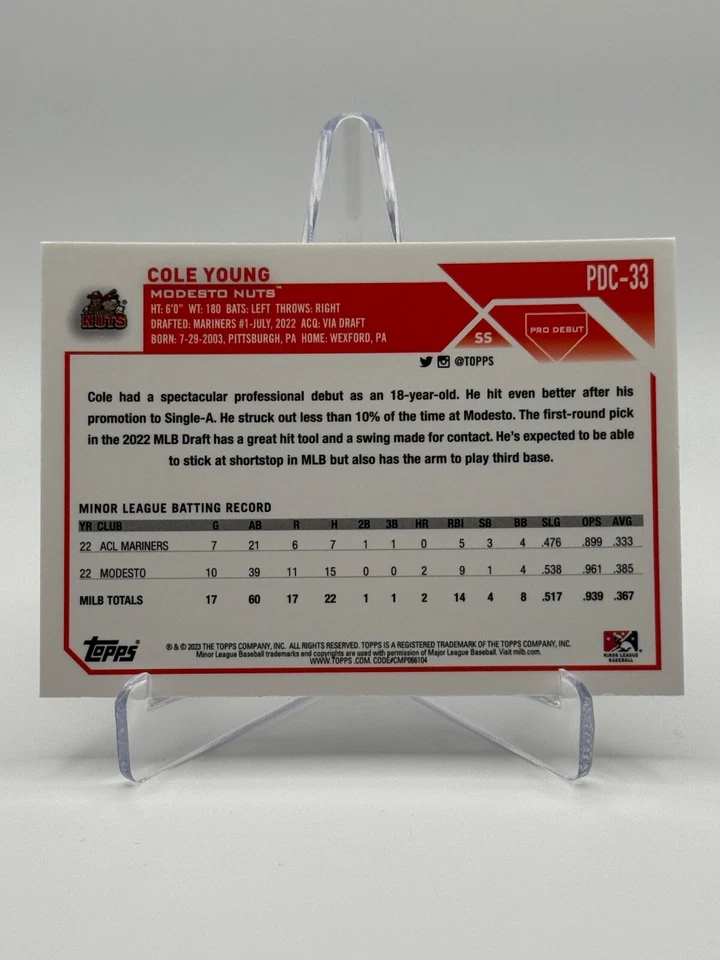 COLE YOUNG
PDC-33
NUTS
MODESTO NUTS™
HT: 6'0" WT: 180 BATS: LEFT THROWS: RIGHT
DRAFTED: MARINERS #1-JULY, 2022 ACQ: VIA DRAFT
BORN: 7-29-2003, PITTSBURGH, PA HOME: WEXFORD, PA
SS
PRO DEBUT
@TOPPS
Cole had a spectacular professional debut as an 18-year-old. He hit even better after his
promotion to Single-A. He struck out less than 10% of the time at Modesto. The first-round pick
in the 2022 MLB Draft has a great hit tool and a swing made for contact. He's expected to be able
to stick at shortstop in MLB but also has the arm to play third base.
MINOR LEAGUE BATTING RECORD
YR CLUB G AB R H 2B 3B HR RBI SB BB SLG OPS AVG
22 ACL MARINERS 7 21 6 7 1 1 0 5 3 4 .476 .899 .333
22 MODESTO 10 39 11 15 0 0 2 9 1 4 .538 .961 .385
MILB TOTALS 17 60 17 22 1 1 2 14 4 8 .517 .939 .367
Topps®
® & © 2023 THE TOPPS COMPANY, INC. ALL RIGHTS RESERVED. TOPPS IS A REGISTERED TRADEMARK OF THE TOPPS COMPANY, INC.
Minor League Baseball trademarks and copyrights are used with permission of Major League Baseball. Visit milb.com.
WWW.TOPPS.COM. CODE#CMP066104
MINOR LEAGUE
BASEBALL